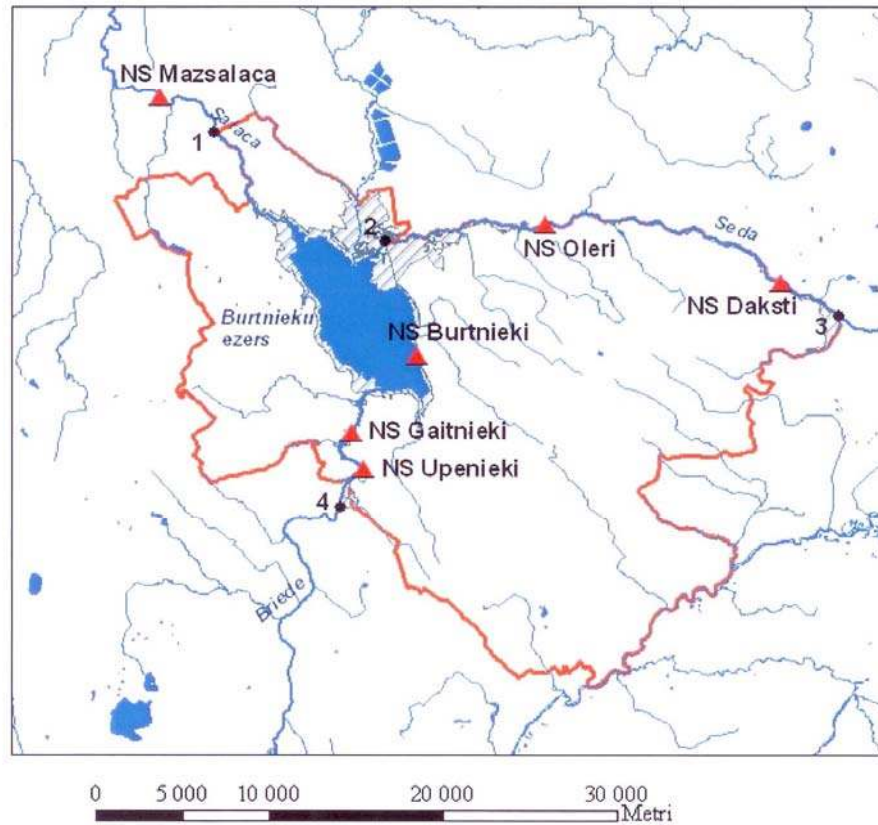 NS Mazsalaca
Salaca
1
2
Seda
NS Oleri
NS Daksti
3
Burtnieku
ezers
NS Burtnieki
NS Gaitnieki
NS Upenieki
4
Briede
0 5 000 10 000 20 000 30 000
Metri